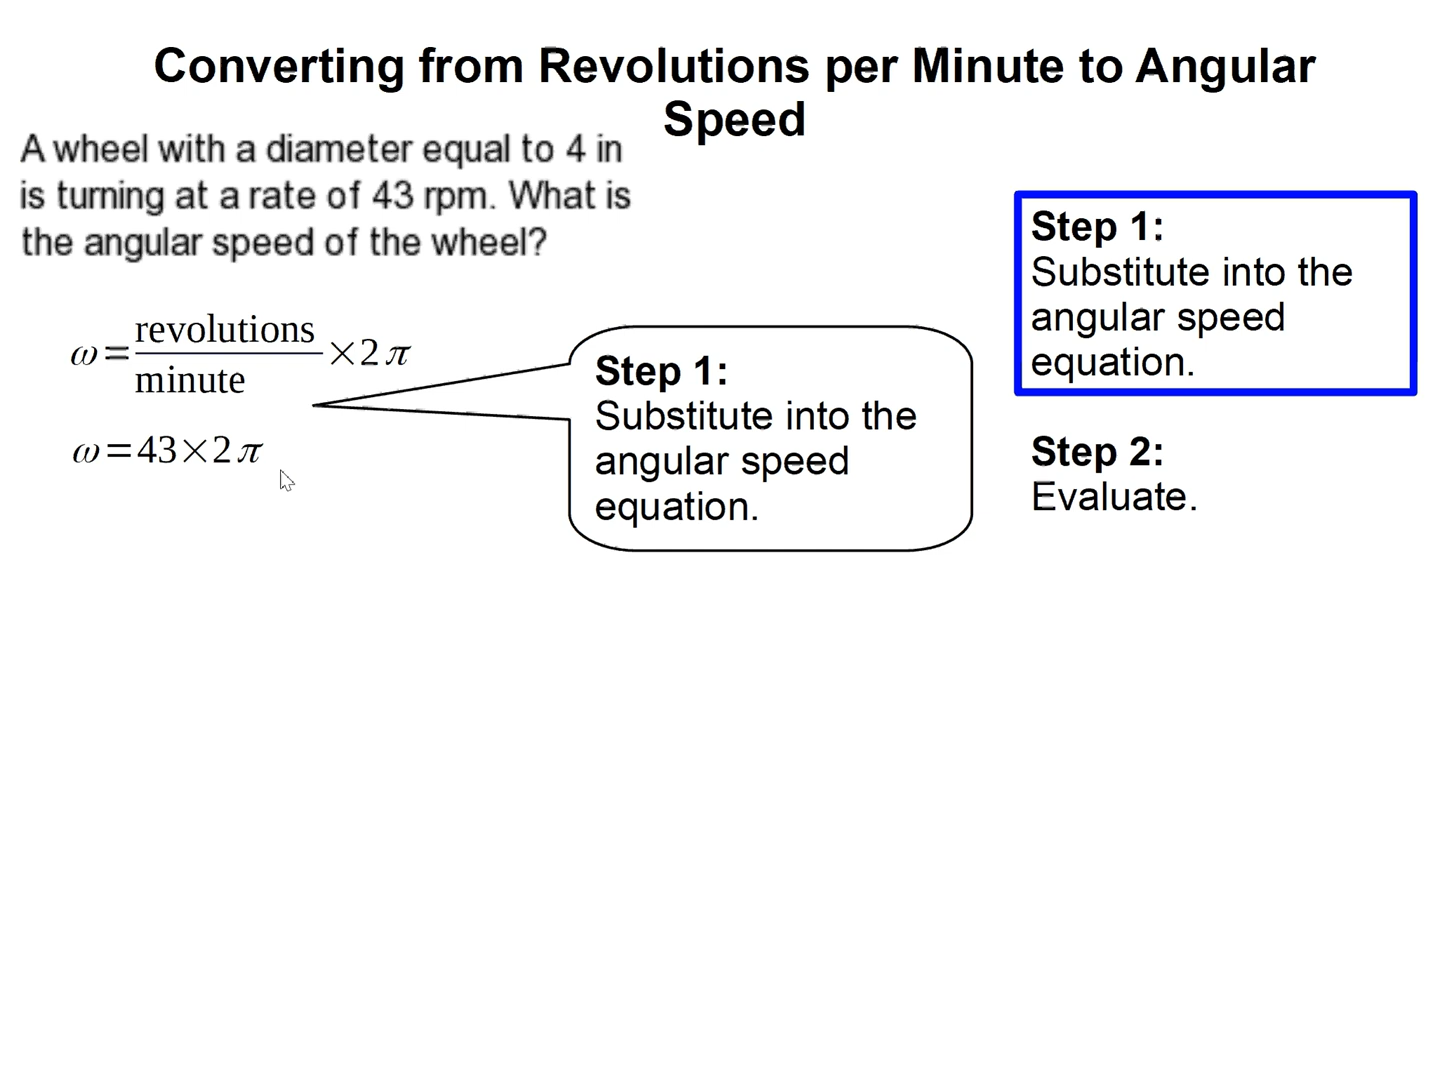 Converting from Revolutions per Minute to Angular
Speed
A wheel with a diameter equal to 4 in
is turning at a rate of 43 rpm. What is
the angular speed of the wheel?
ω = revolutions / minute × 2 π
ω = 43 × 2 π
Step 1:
Substitute into the
angular speed
equation.
Step 1:
Substitute into the
angular speed
equation.
Step 2:
Evaluate.